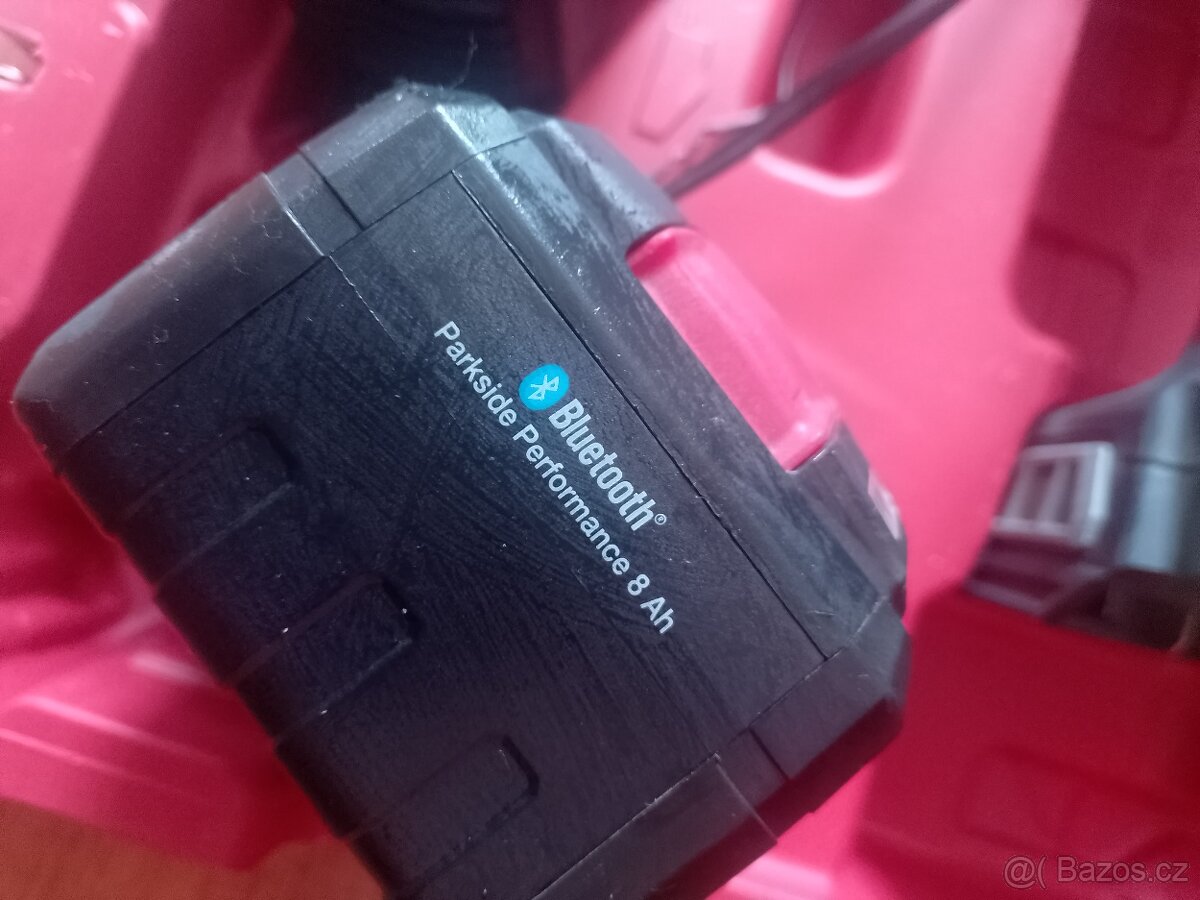 Bluetooth®
Parkside Performance 8 Ah
@( Bazos.cz